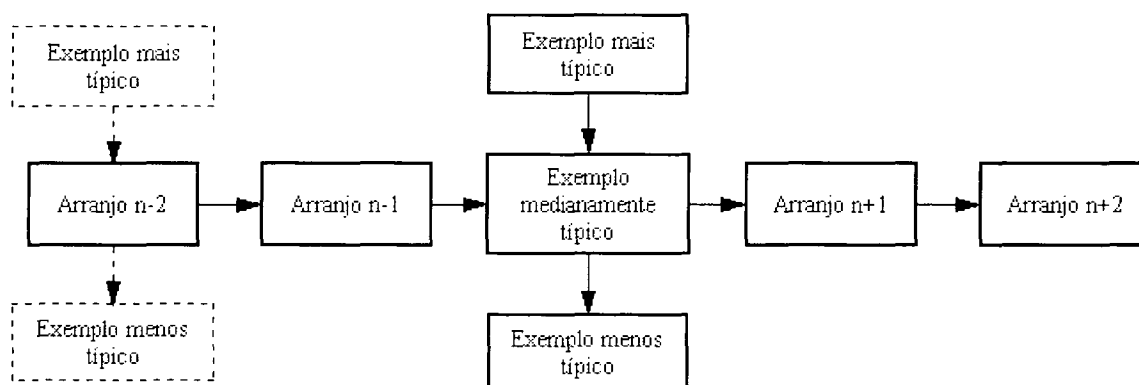 Exemplo mais
típico
Exemplo mais
típico
Arranjo n-2
Arranjo n-1
Exemplo
medianamente
típico
Arranjo n+1
Arranjo n+2
Exemplo menos
típico
Exemplo menos
típico